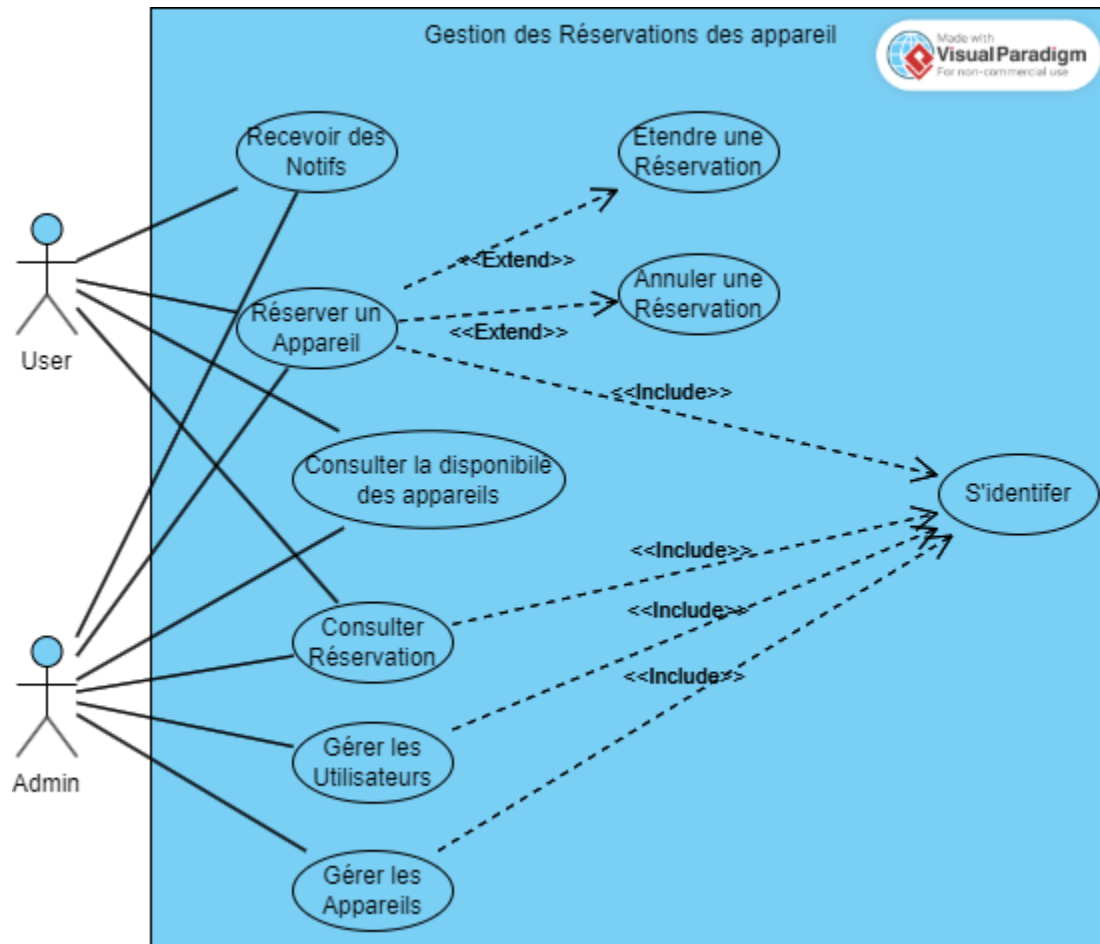 Gestion des Réservations des appareil
Made with
Visual Paradigm
For non-commercial use
Recevoir des
Notifs
Etendre une
Réservation
<<Extend>>
Annuler une
Réservation
User
Réserver un
Appareil
<<Extend>>
<<Include>>
Consulter la disponibile
des appareils
S'identifer
<<Include>>
Consulter
Réservation
<<Include>>
<<Include>>
Admin
Gérer les
Utilisateurs
Gérer les
Appareils